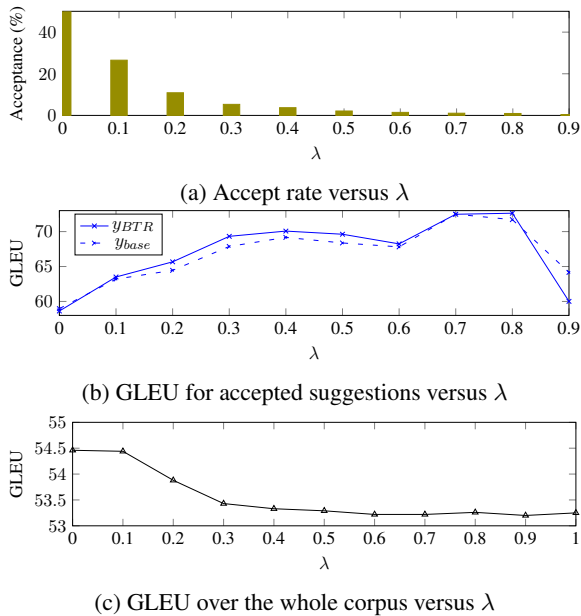 Acceptance (%)
40
20
0
0 0.1 0.2 0.3 0.4 0.5 0.6 0.7 0.8 0.9
λ
(a) Accept rate versus λ
GLEU
70
65
60
yBTR
ybase
0 0.1 0.2 0.3 0.4 0.5 0.6 0.7 0.8 0.9
λ
(b) GLEU for accepted suggestions versus λ
GLEU
55
54.5
54
53.5
53
0 0.1 0.2 0.3 0.4 0.5 0.6 0.7 0.8 0.9 1
λ
(c) GLEU over the whole corpus versus λ